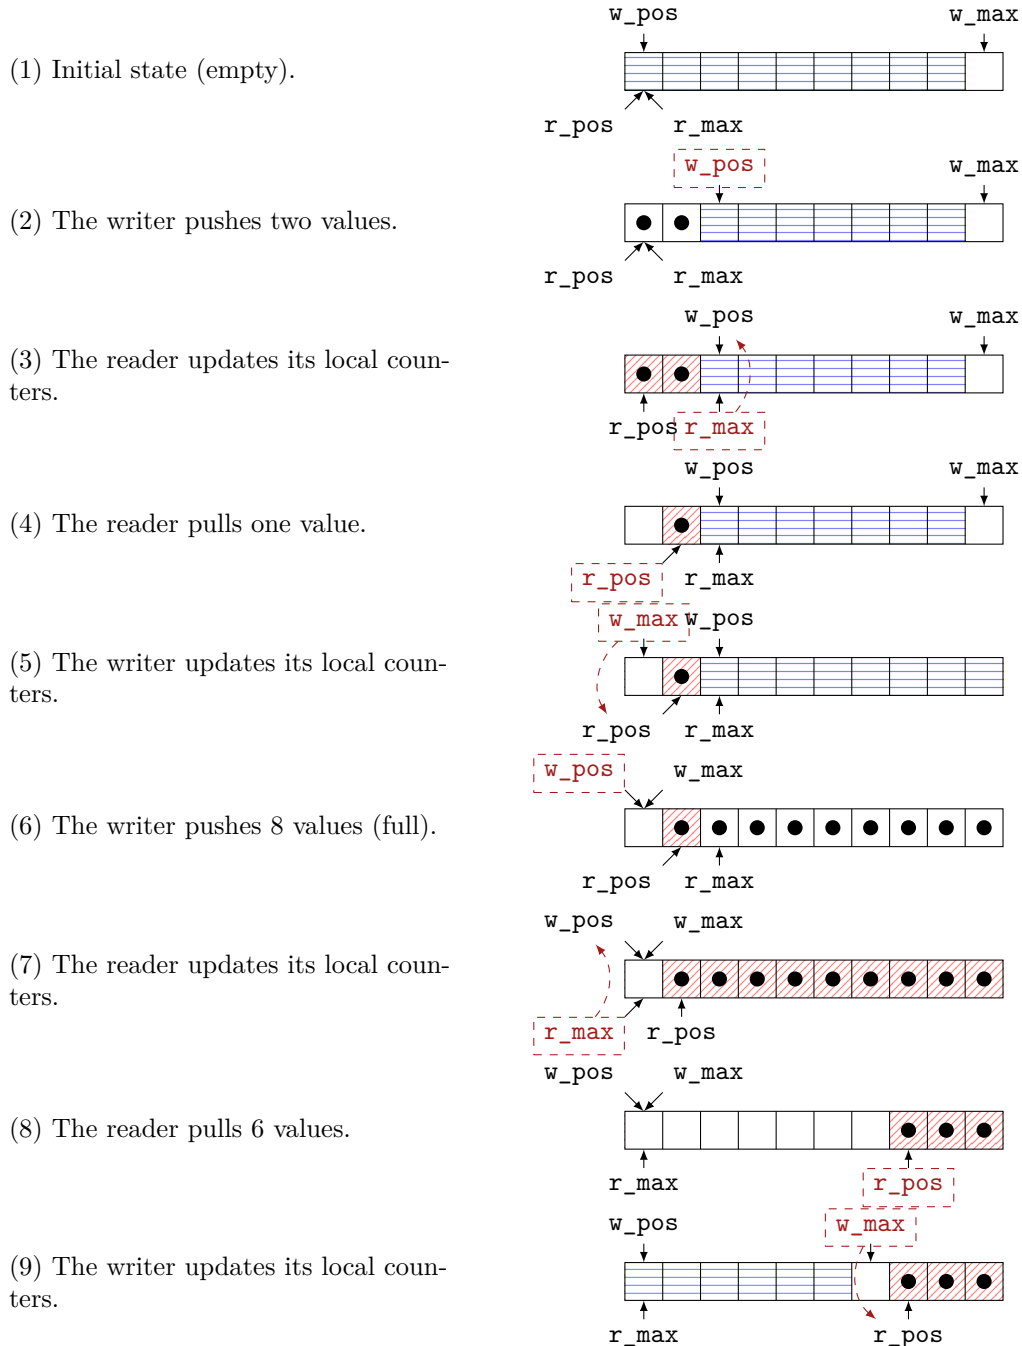 w_pos w_max
(1) Initial state (empty).
r_pos r_max
w_pos w_max
(2) The writer pushes two values.
r_pos r_max
w_pos w_max
(3) The reader updates its local coun-
ters.
r_pos r_max
w_pos w_max
(4) The reader pulls one value.
r_pos r_max
w_max w_pos
(5) The writer updates its local coun-
ters.
r_pos r_max
w_pos w_max
(6) The writer pushes 8 values (full).
r_pos r_max
w_pos w_max
(7) The reader updates its local coun-
ters.
r_max r_pos
w_pos w_max
(8) The reader pulls 6 values.
r_max r_pos
w_pos w_max
(9) The writer updates its local coun-
ters.
r_max r_pos